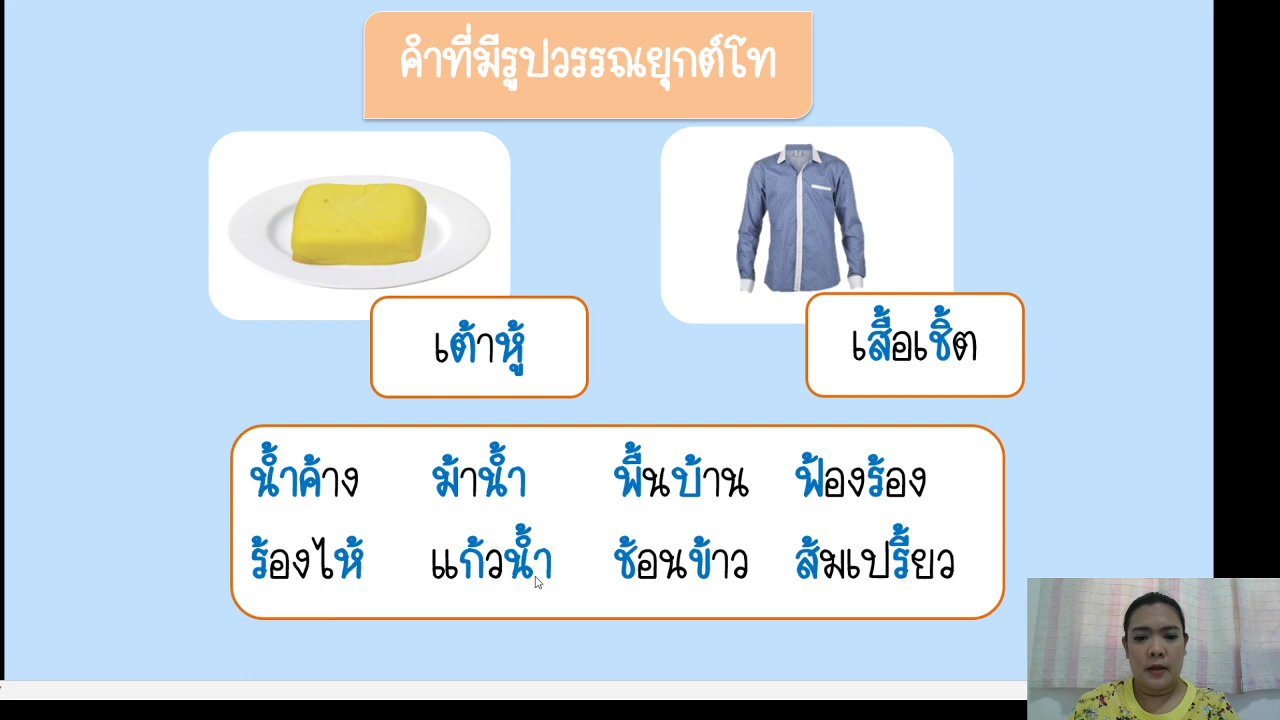 คำที่มีรูปวรรณยุกต์โท
เต้าหู้
เสื้อเชิ้ต
น้ำค้าง ม้าน้ำ พื้นบ้าน ฟ้องร้อง
ร้องไห้ แก้วน้ำ ช้อนข้าว ส้มเปรี้ยว